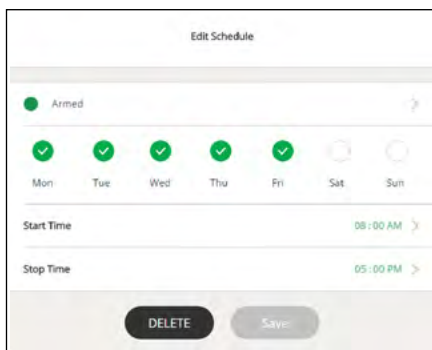 Edit Schedule
Armed
Mon Tue Wed Thu Fri Sat Sun
Start Time 08:00 AM
Stop Time 05:00 PM
DELETE Save